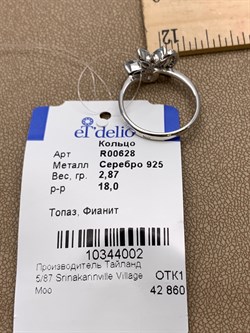 el'delio
Кольцо
Арт R00628
Металл Серебро 925
Вес, гр. 2,87
р-р 18,0
Топаз, Фианит
10344002
Производитель Тайланд
5/87 Srinakarinville Village
Moo ОТК1
42 860